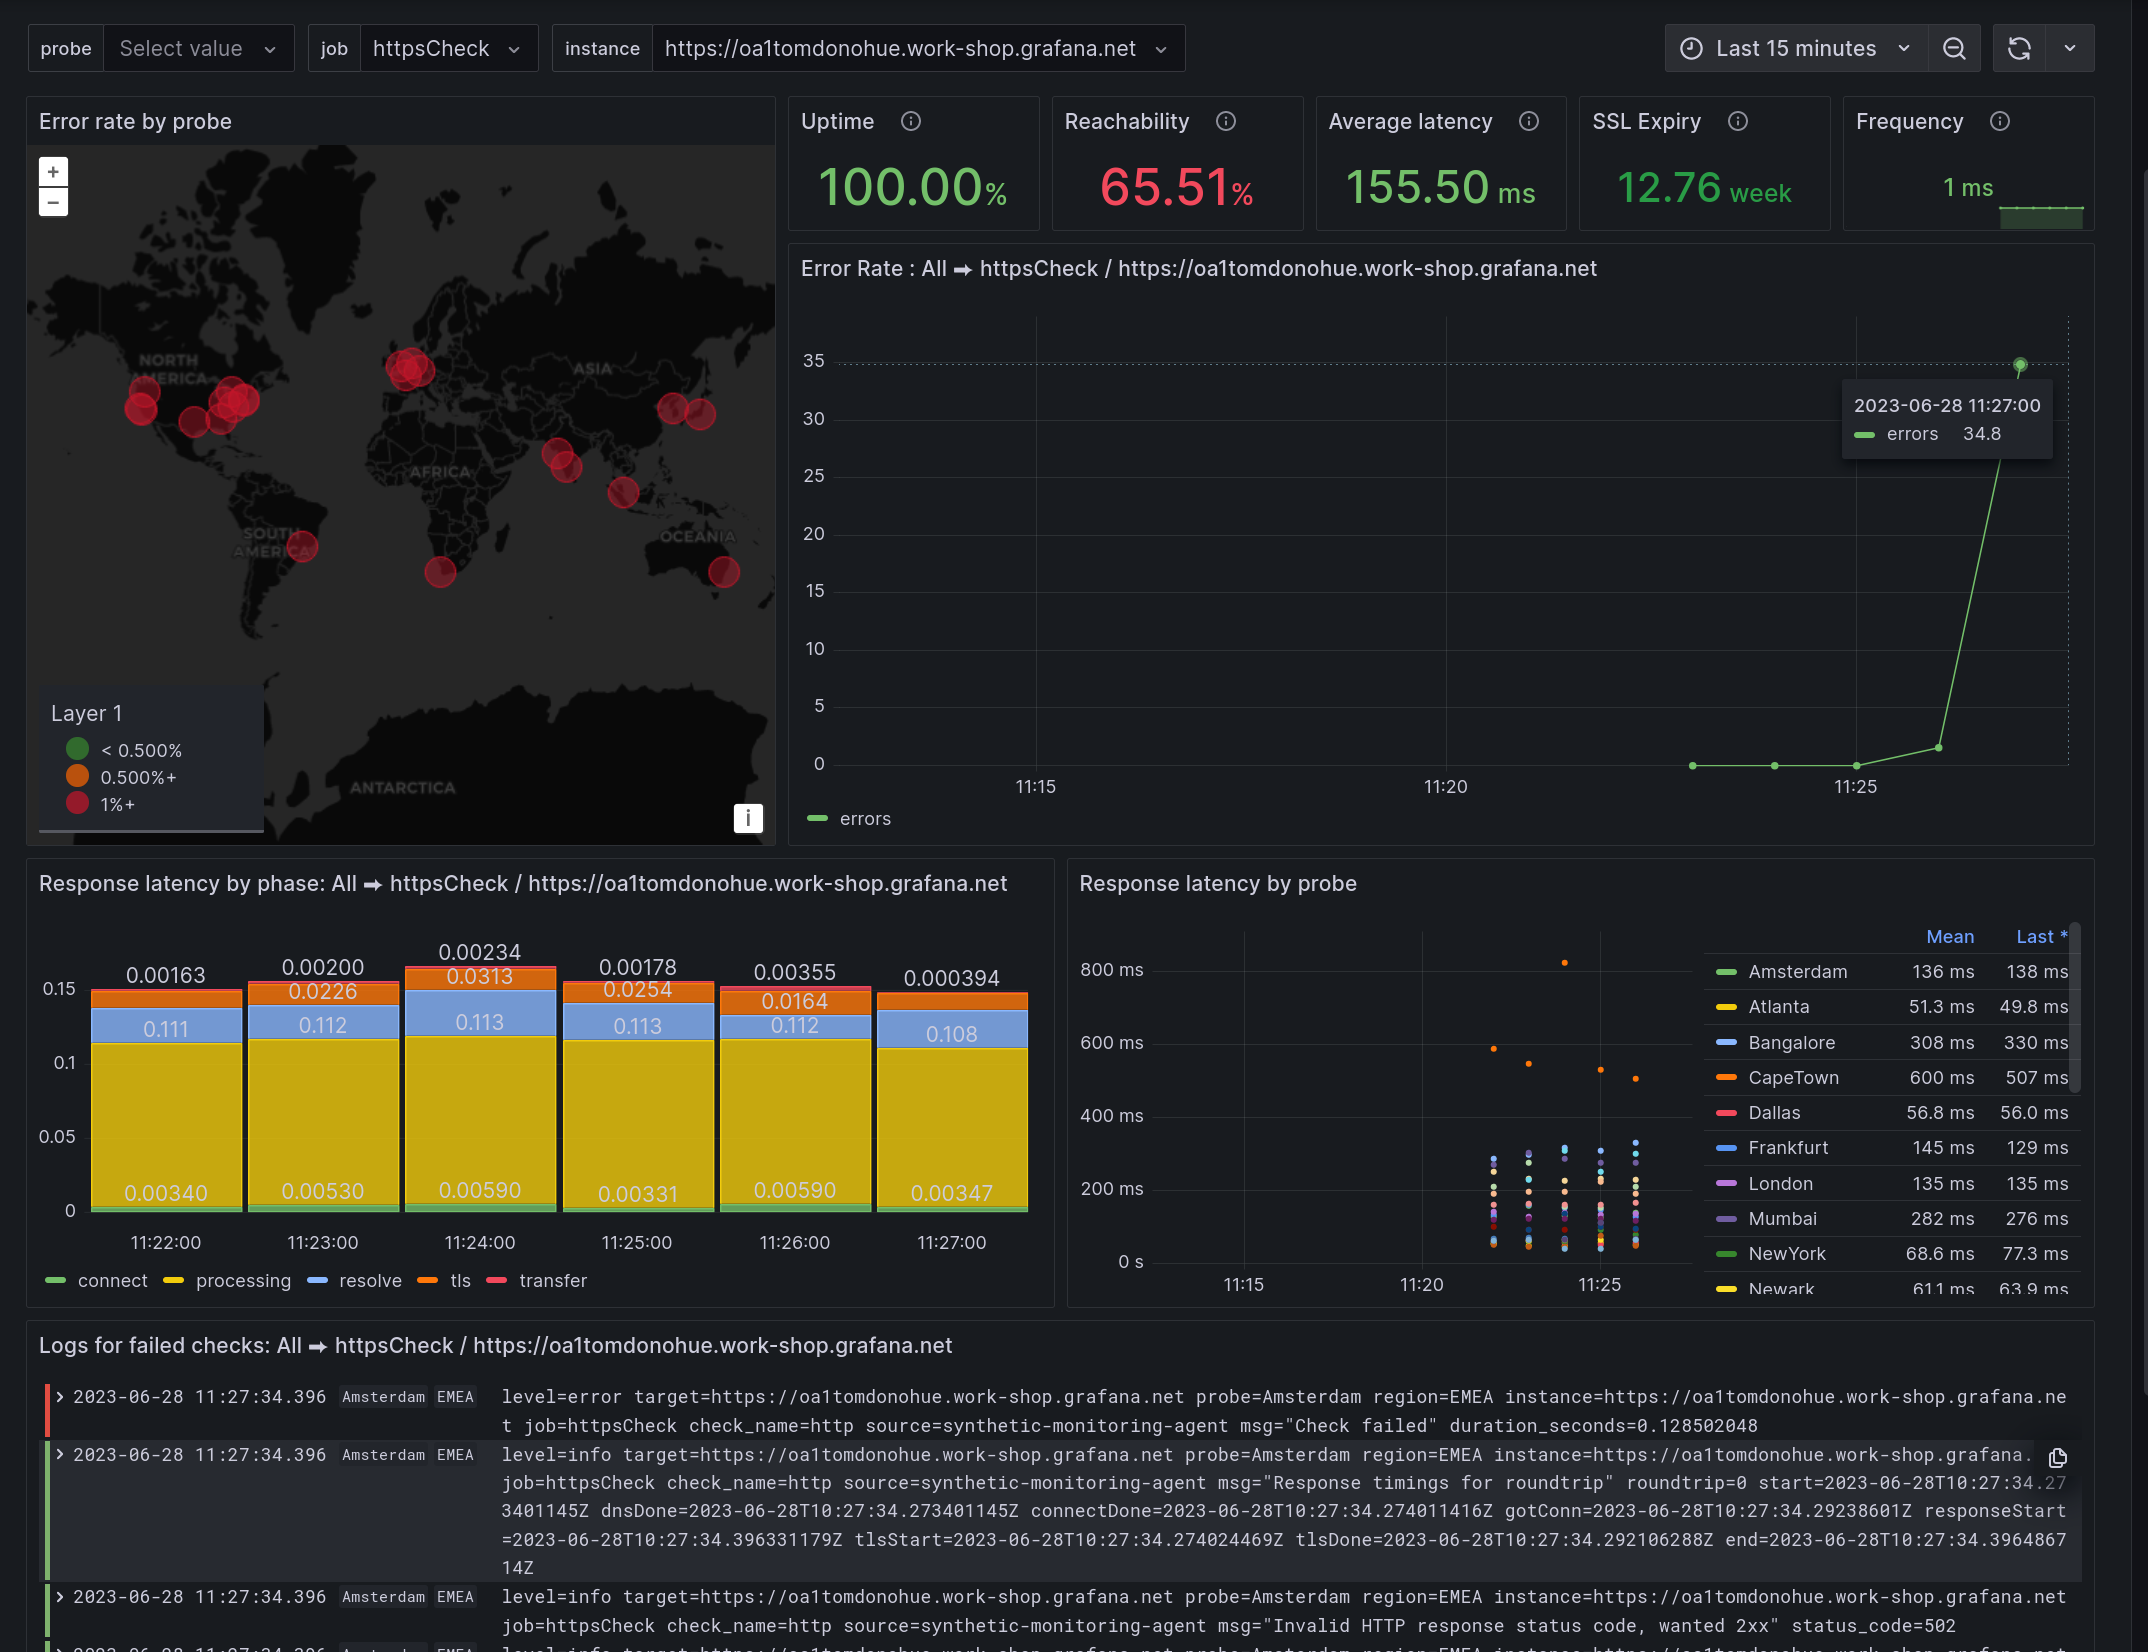 probe Select value job httpsCheck instance https://oa1tomdonohue.work-shop.grafana.net Last 15 minutes
Error rate by probe
+
−
NORTH
AMERICA
ASIA
AFRICA
SOUTH
AMERICA
OCEANIA
ANTARCTICA
Layer 1
< 0.500%
0.500%+
1%+
i
Uptime
100.00%
Reachability
65.51%
Average latency
155.50 ms
SSL Expiry
12.76 week
Frequency
1 ms
Error Rate : All ➡ httpsCheck / https://oa1tomdonohue.work-shop.grafana.net
35
30
25
20
15
10
5
0
2023-06-28 11:27:00
errors 34.8
11:15 11:20 11:25
errors
Response latency by phase: All ➡ httpsCheck / https://oa1tomdonohue.work-shop.grafana.net
0.00163 0.00200 0.00234 0.00178 0.00355 0.000394
0.0226 0.0313 0.0254 0.0164
0.111 0.112 0.113 0.113 0.112 0.108
0.00340 0.00530 0.00590 0.00331 0.00590 0.00347
0.15
0.1
0.05
0
11:22:00 11:23:00 11:24:00 11:25:00 11:26:00 11:27:00
connect processing resolve tls transfer
Response latency by probe
800 ms
600 ms
400 ms
200 ms
0 s
11:15 11:20 11:25
Mean Last *
Amsterdam 136 ms 138 ms
Atlanta 51.3 ms 49.8 ms
Bangalore 308 ms 330 ms
CapeTown 600 ms 507 ms
Dallas 56.8 ms 56.0 ms
Frankfurt 145 ms 129 ms
London 135 ms 135 ms
Mumbai 282 ms 276 ms
NewYork 68.6 ms 77.3 ms
Newark 61.1 ms 63.9 ms
Logs for failed checks: All ➡ httpsCheck / https://oa1tomdonohue.work-shop.grafana.net
2023-06-28 11:27:34.396 Amsterdam EMEA level=error target=https://oa1tomdonohue.work-shop.grafana.net probe=Amsterdam region=EMEA instance=https://oa1tomdonohue.work-shop.grafana.ne
t job=httpsCheck check_name=http source=synthetic-monitoring-agent msg="Check failed" duration_seconds=0.128502048
2023-06-28 11:27:34.396 Amsterdam EMEA level=info target=https://oa1tomdonohue.work-shop.grafana.net probe=Amsterdam region=EMEA instance=https://oa1tomdonohue.work-shop.grafana.
job=httpsCheck check_name=http source=synthetic-monitoring-agent msg="Response timings for roundtrip" roundtrip=0 start=2023-06-28T10:27:34.27
3401145Z dnsDone=2023-06-28T10:27:34.273401145Z connectDone=2023-06-28T10:27:34.274011416Z gotConn=2023-06-28T10:27:34.29238601Z responseStart
=2023-06-28T10:27:34.396331179Z tlsStart=2023-06-28T10:27:34.274024469Z tlsDone=2023-06-28T10:27:34.292106288Z end=2023-06-28T10:27:34.3964867
14Z
2023-06-28 11:27:34.396 Amsterdam EMEA level=info target=https://oa1tomdonohue.work-shop.grafana.net probe=Amsterdam region=EMEA instance=https://oa1tomdonohue.work-shop.grafana.net
job=httpsCheck check_name=http source=synthetic-monitoring-agent msg="Invalid HTTP response status code, wanted 2xx" status_code=502